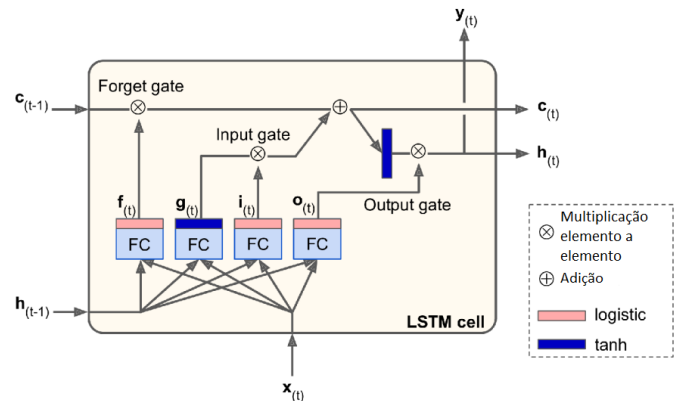 y(t)
Forget gate
c(t-1)
c(t)
Input gate
h(t)
f(t)
g(t)
i(t)
o(t)
Output gate
FC
FC
FC
FC
h(t-1)
LSTM cell
x(t)
Multiplicação
elemento a
elemento
Adição
logistic
tanh